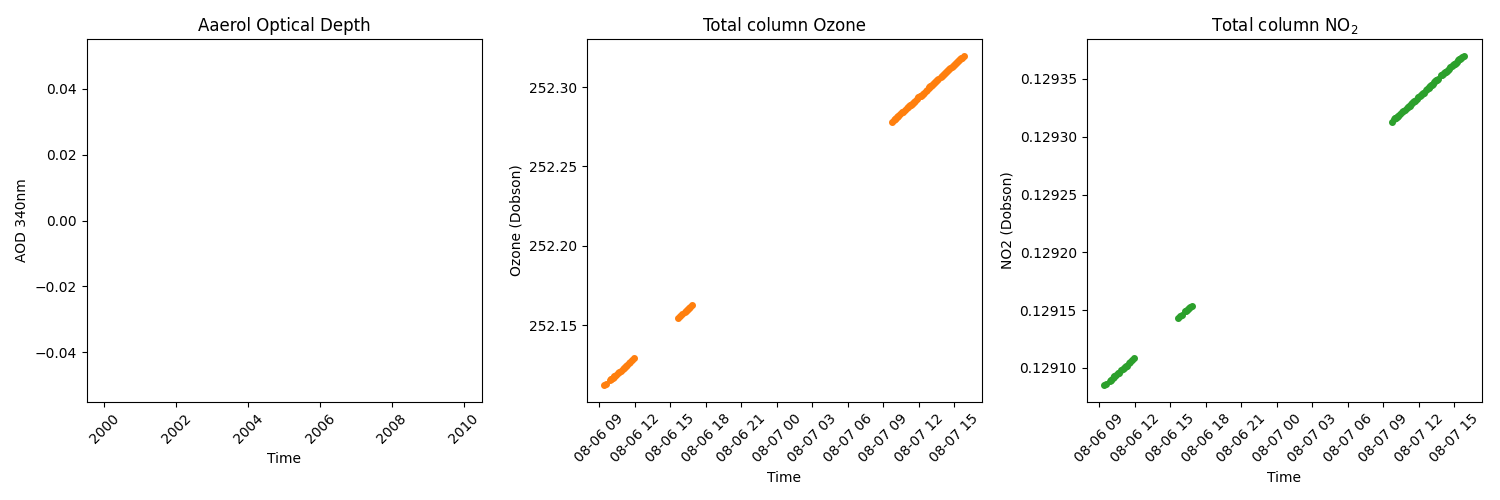 Aaerol Optical Depth
AOD 340nm
0.04
0.02
0.00
−0.02
−0.04
2000 2002 2004 2006 2008 2010
Time
Total column Ozone
Ozone (Dobson)
252.30
252.25
252.20
252.15
08-06 09 08-06 12 08-06 15 08-06 18 08-06 21 08-07 00 08-07 03 08-07 06 08-07 09 08-07 12 08-07 15
Time
Total column NO₂
NO2 (Dobson)
0.12935
0.12930
0.12925
0.12920
0.12915
0.12910
08-06 09 08-06 12 08-06 15 08-06 18 08-06 21 08-07 00 08-07 03 08-07 06 08-07 09 08-07 12 08-07 15
Time